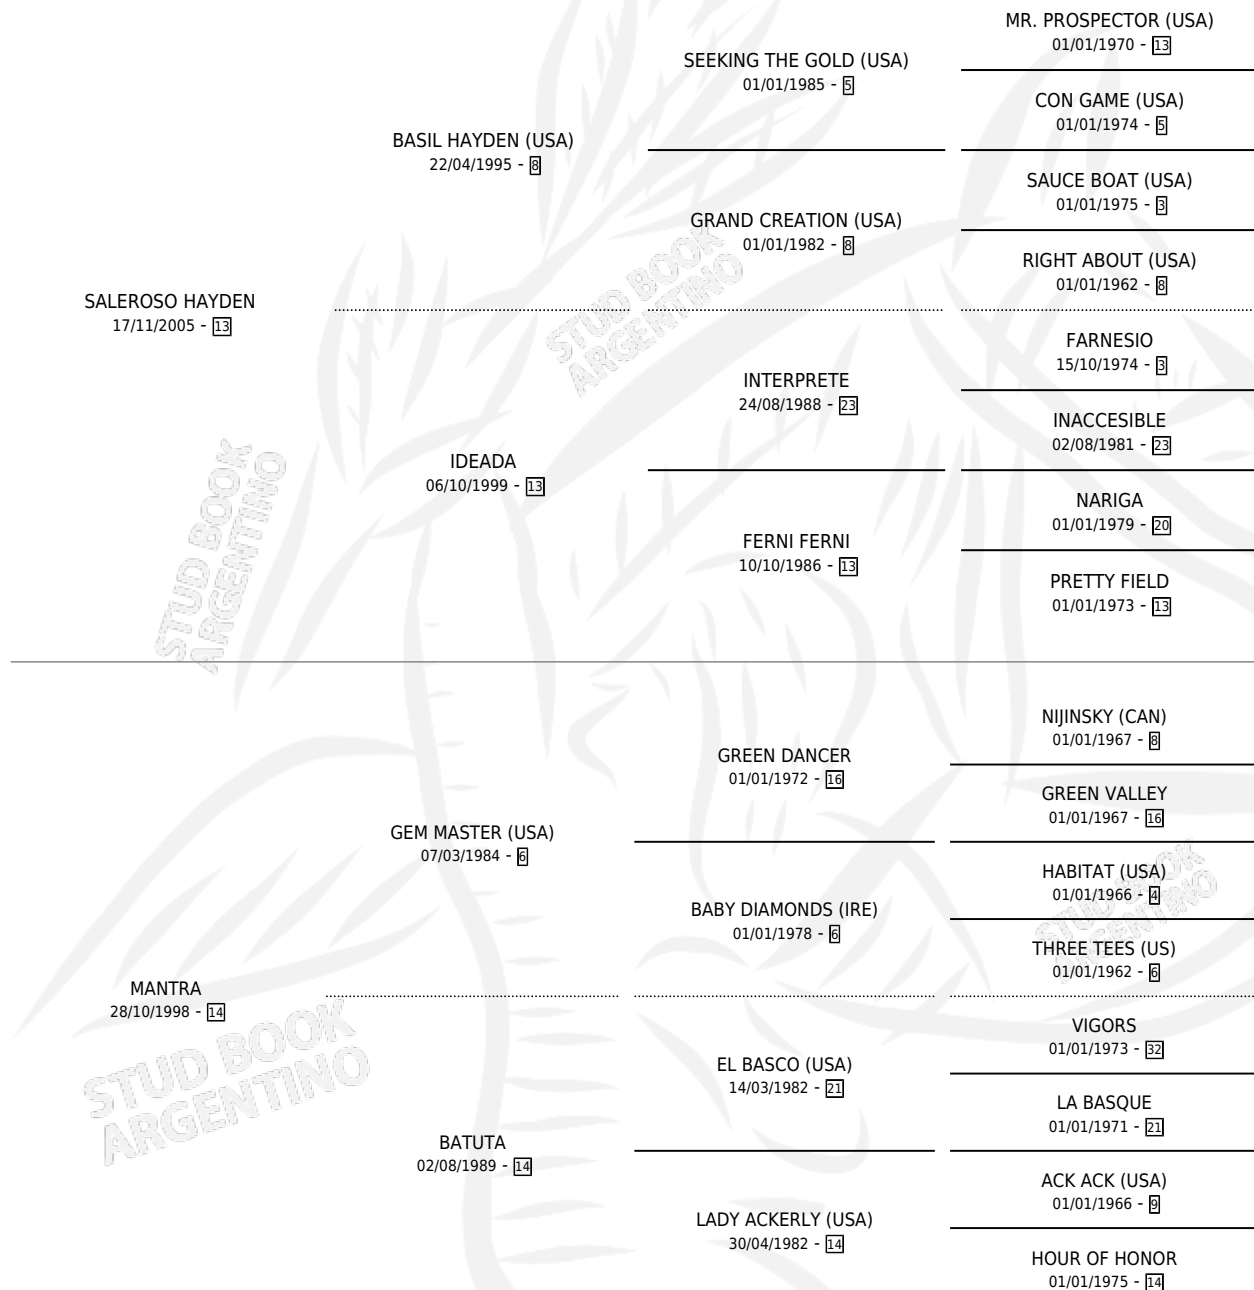 MR. PROSPECTOR (USA)
01/01/1970 - 13
SEEKING THE GOLD (USA)
01/01/1985 - 5
CON GAME (USA)
01/01/1974 - 5
BASIL HAYDEN (USA)
22/04/1995 - 8
SAUCE BOAT (USA)
01/01/1975 - 3
GRAND CREATION (USA)
01/01/1982 - 8
RIGHT ABOUT (USA)
01/01/1962 - 8
SALEROSO HAYDEN
17/11/2005 - 13
STUD BOOK
ARGENTINO
FARNESIO
15/10/1974 - 3
INTERPRETE
24/08/1988 - 23
INACCESIBLE
02/08/1981 - 23
IDEADA
06/10/1999 - 13
NARIGA
01/01/1979 - 20
FERNI FERNI
10/10/1986 - 13
PRETTY FIELD
01/01/1973 - 13
STUD BOOK
ARGENTINO
NIJINSKY (CAN)
01/01/1967 - 8
GREEN DANCER
01/01/1972 - 16
GREEN VALLEY
01/01/1967 - 16
GEM MASTER (USA)
07/03/1984 - 6
HABITAT (USA)
01/01/1966 - 4
BABY DIAMONDS (IRE)
01/01/1978 - 6
STUD BOOK
ARGENTINO
THREE TEES (US)
01/01/1962 - 6
MANTRA
28/10/1998 - 14
STUD BOOK
ARGENTINO
VIGORS
01/01/1973 - 32
EL BASCO (USA)
14/03/1982 - 21
LA BASQUE
01/01/1971 - 21
BATUTA
02/08/1989 - 14
ACK ACK (USA)
01/01/1966 - 9
LADY ACKERLY (USA)
30/04/1982 - 14
HOUR OF HONOR
01/01/1975 - 14